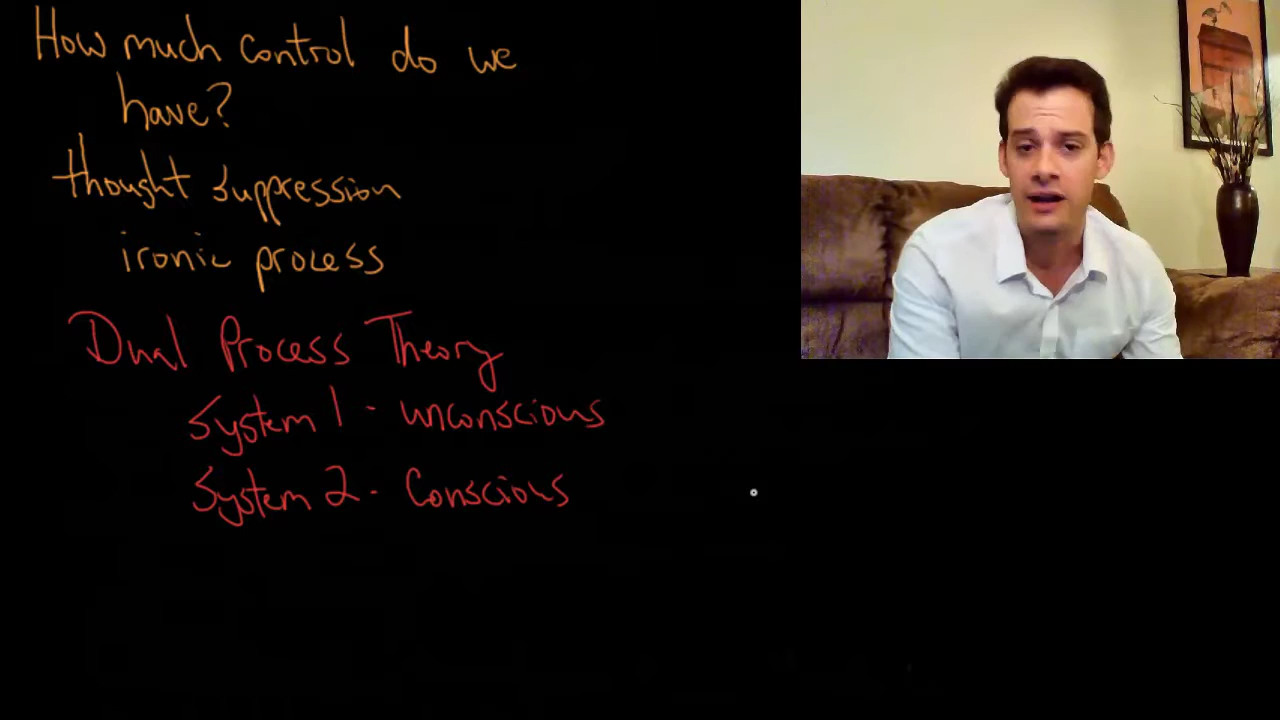 How much control do we
have?
thought suppression
ironic process
Dual Process Theory
System 1 - unconscious
System 2 - Conscious